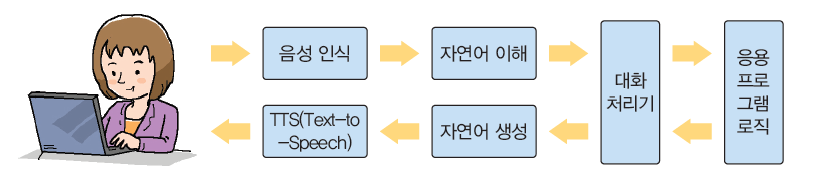 음성 인식
자연어 이해
대화
처리기
응용
프로
그램
로직
TTS(Text-to
-Speech)
자연어 생성